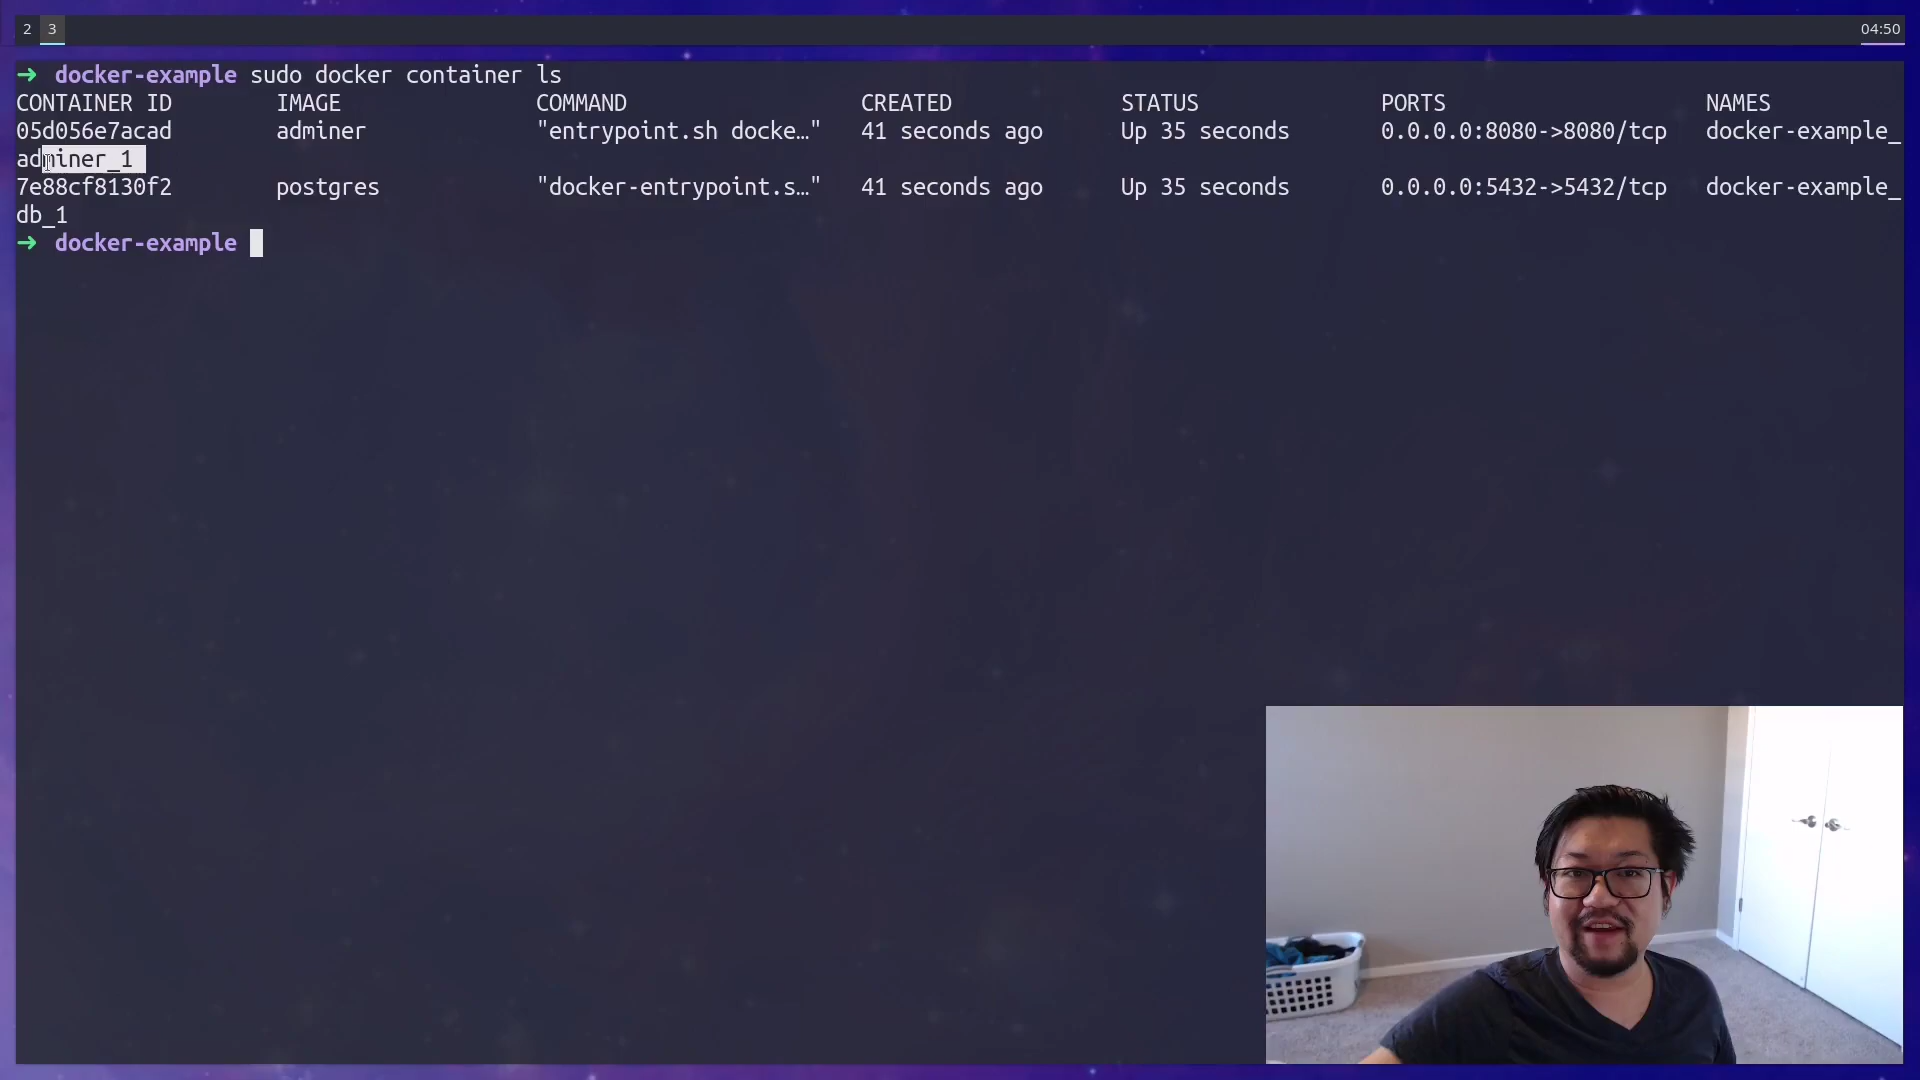 2 3 04:50
➜ docker-example sudo docker container ls
CONTAINER ID IMAGE COMMAND CREATED STATUS PORTS NAMES
05d056e7acad adminer "entrypoint.sh docke…" 41 seconds ago Up 35 seconds 0.0.0.0:8080->8080/tcp docker-example_
adminer_1
7e88cf8130f2 postgres "docker-entrypoint.s…" 41 seconds ago Up 35 seconds 0.0.0.0:5432->5432/tcp docker-example_
db_1
➜ docker-example